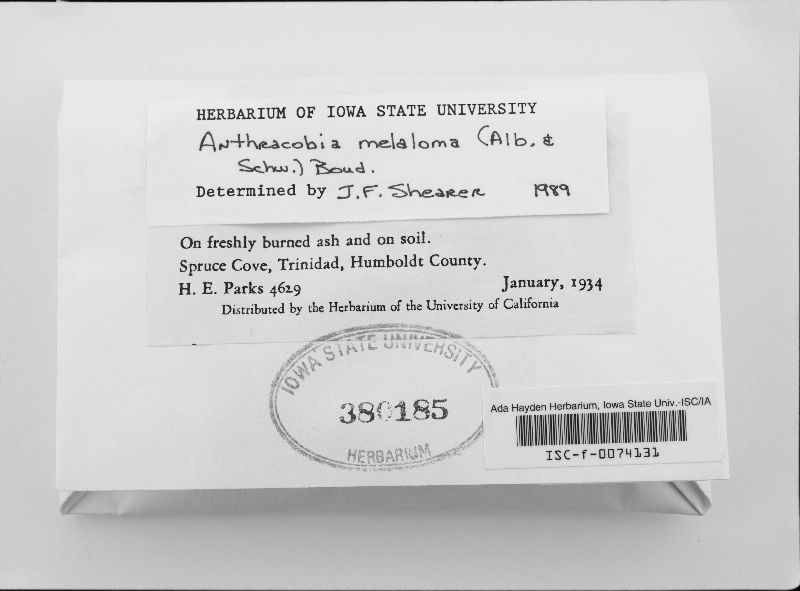 HERBARIUM OF IOWA STATE UNIVERSITY
Anthracobia melaloma (Alb. &
Schw.) Boud.
Determined by J.F. Shearer 1989
On freshly burned ash and on soil.
Spruce Cove, Trinidad, Humboldt County.
H. E. Parks 4629 January, 1934
Distributed by the Herbarium of the University of California
IOWA STATE UNIVERSITY
380185
HERBARIUM
Ada Hayden Herbarium, Iowa State Univ.-ISC/IA
ISC-f-0074131